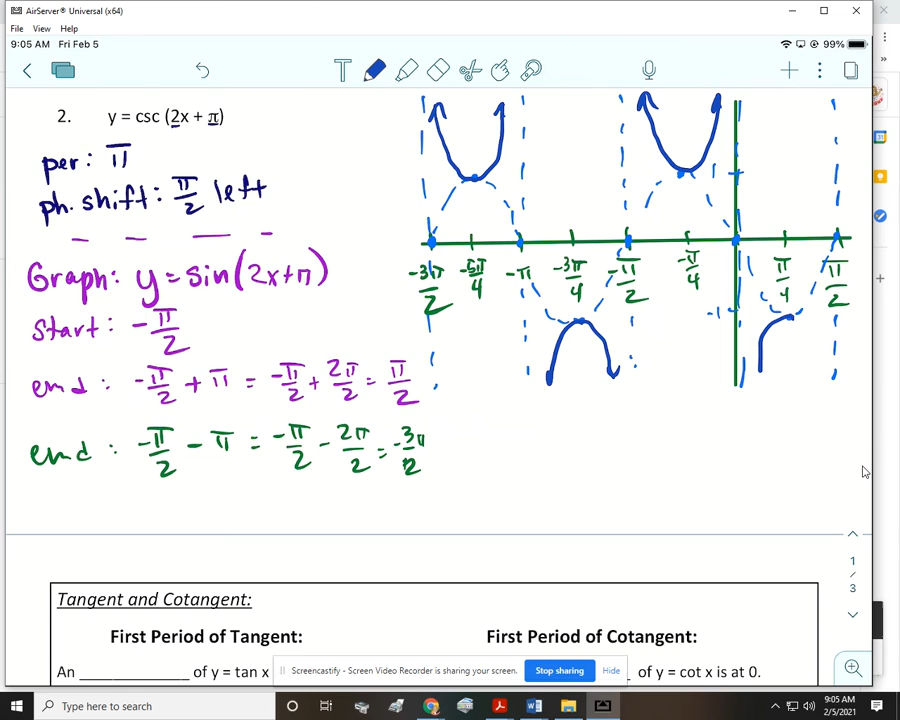 AirServer® Universal (x64)
File View Help
9:05 AM Fri Feb 5
99%
2. y = csc (2x + π)
per: π
ph. shift: π/2 left
Graph: y = sin(2x+π)
start: -π/2
end: -π/2 + π = -π/2 + 2π/2 = π/2
end: -π/2 - π = -π/2 - 2π/2 = -3π/2
-3π/2 -5π/4 -π -3π/4 -π/2 -π/4 π/4 π/2
1
-1
1
/
3
Tangent and Cotangent:
First Period of Tangent: First Period of Cotangent:
An ________________ of y = tan x
of y = cot x is at 0.
Screencastify - Screen Video Recorder is sharing your screen. Stop sharing Hide
Type here to search
9:05 AM
2/5/2021